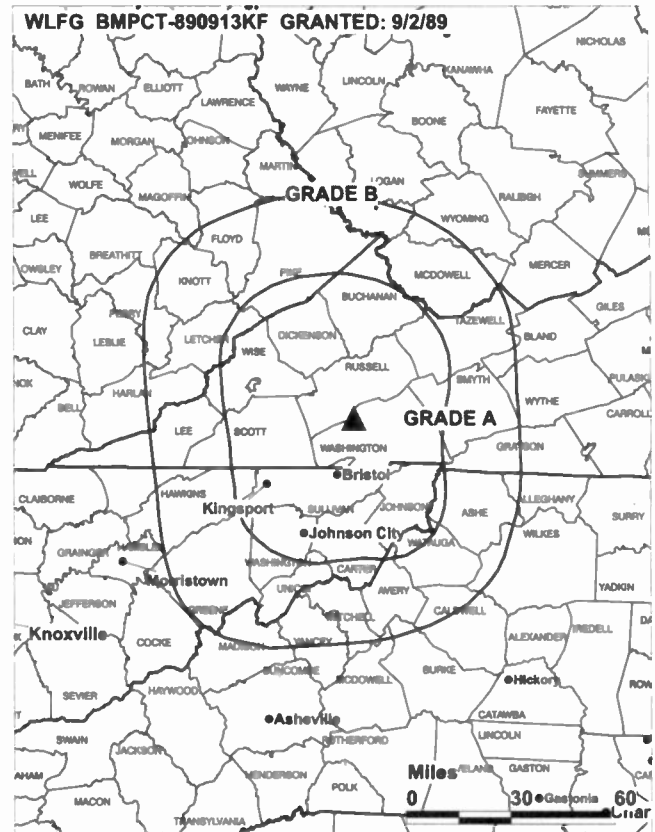 WLFG BMPCT-890913KF GRANTED: 9/2/89
NICHOLAS
BATH
ROWAN
ELLIOTT
LAWRENCE
WAYNE
LINCOLN
KANAWHA
BOONE
FAYETTE
MENIFEE
MORGAN
JOHNSON
MARTIN
LOGAN
SUMMERS
WOLFE
MAGOFFIN
GRADE B
RALEIGH
WYOMING
LEE
FLOYD
BREATHITT
OWSLEY
KNOTT
PIKE
MCDOWELL
MERCER
BUCHANAN
GILES
PERRY
CLAY
LESLIE
LETCHER
WISE
DICKENSON
TAZEWELL
BLAND
RUSSELL
SMYTH
PULASKI
HARLAN
BELL
WYTHE
CARROLL
LEE
SCOTT
GRADE A
WASHINGTON
GRAYSON
Bristol
CLAIBORNE
HAWKINS
Kingsport
SULLIVAN
JOHNSON
ASHE
ALLEGHANY
SURRY
Johnson City
WILKES
GRAINGER
HAMBLEN
WATAUGA
WASHINGTON
CARTER
Morristown
UNICOI
AVERY
YADKIN
JEFFERSON
GREENE
MITCHELL
CALDWELL
Knoxville
COCKE
MADISON
YANCEY
ALEXANDER
IREDELL
BUNCOMBE
MCDOWELL
BURKE
Hickory
SEVIER
HAYWOOD
CATAWBA
Asheville
SWAIN
JACKSON
RUTHERFORD
LINCOLN
HENDERSON
Miles
GASTON
POLK
MACON
0 30 60
Gastonia
TRANSYLVANIA